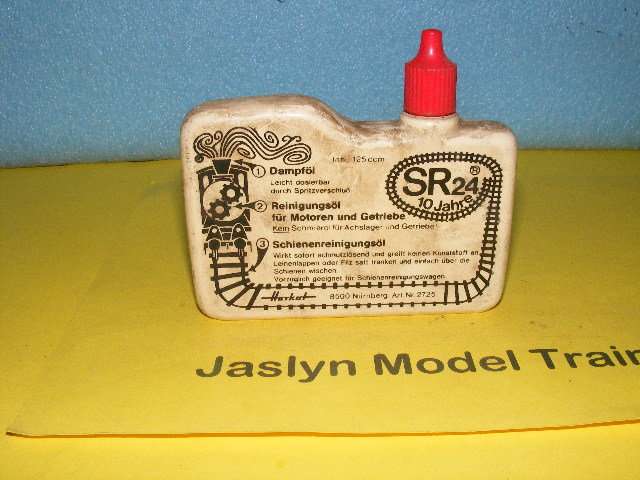 Inh. 125 ccm
1 Dampföl
Leicht dosierbar
durch Spritzverschluß
SR24®
10 Jahre
2 Reinigungsöl
für Motoren und Getriebe
Kein Schmieröl für Achslager und Getriebe!
3 Schienenreinigungsöl
Wirkt sofort schmutzlösend und greift keinen Kunststoff an
Leinenlappen oder Filz satt tränken und einfach über die
Schienen wischen.
Vorzüglich geeignet für Schienenreinigungswagen
Herkat 8500 Nürnberg Art Nr. 2725
Jaslyn Model Train